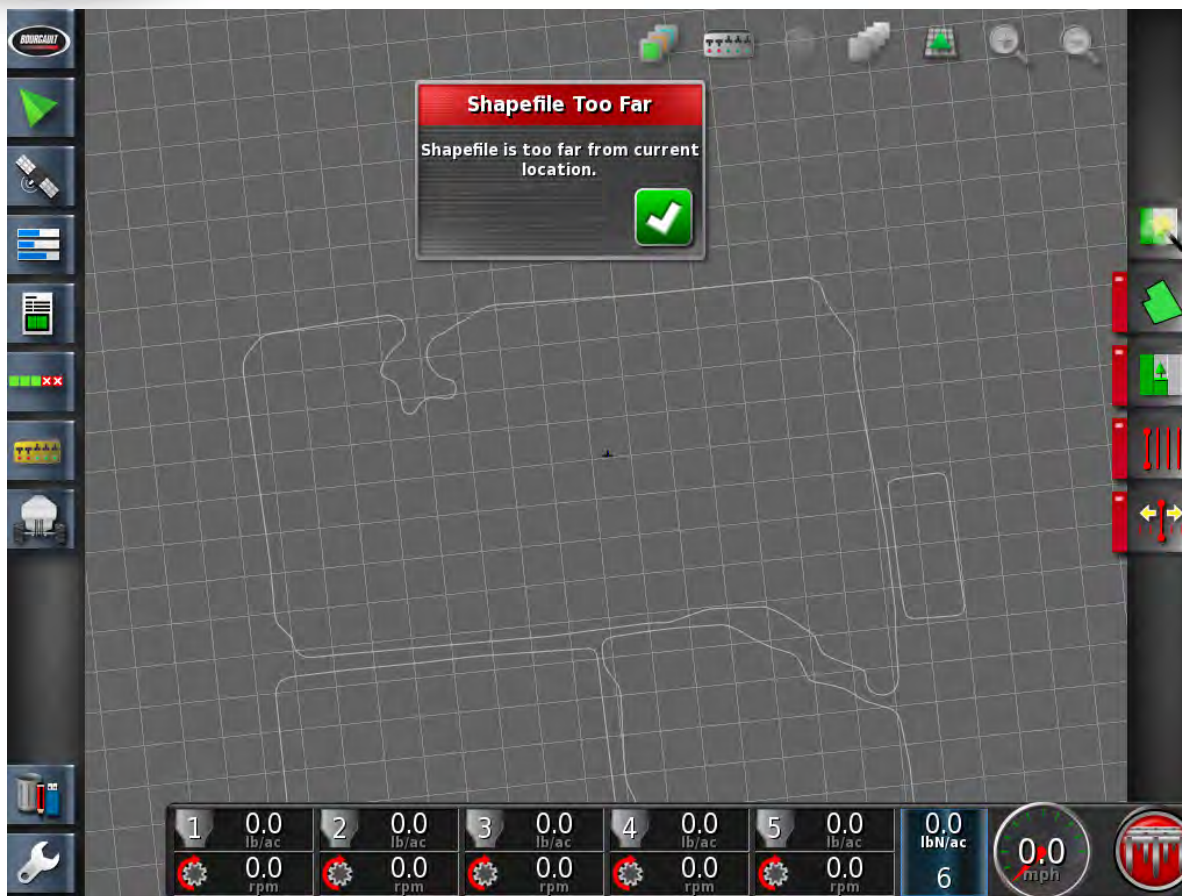 BOURGAULT
Shapefile Too Far
Shapefile is too far from current
location.
1 0.0 lb/ac 2 0.0 lb/ac 3 0.0 lb/ac 4 0.0 lb/ac 5 0.0 lb/ac 0.0 lbN/ac
0.0 rpm 0.0 rpm 0.0 rpm 0.0 rpm 0.0 rpm 6
0.0
mph